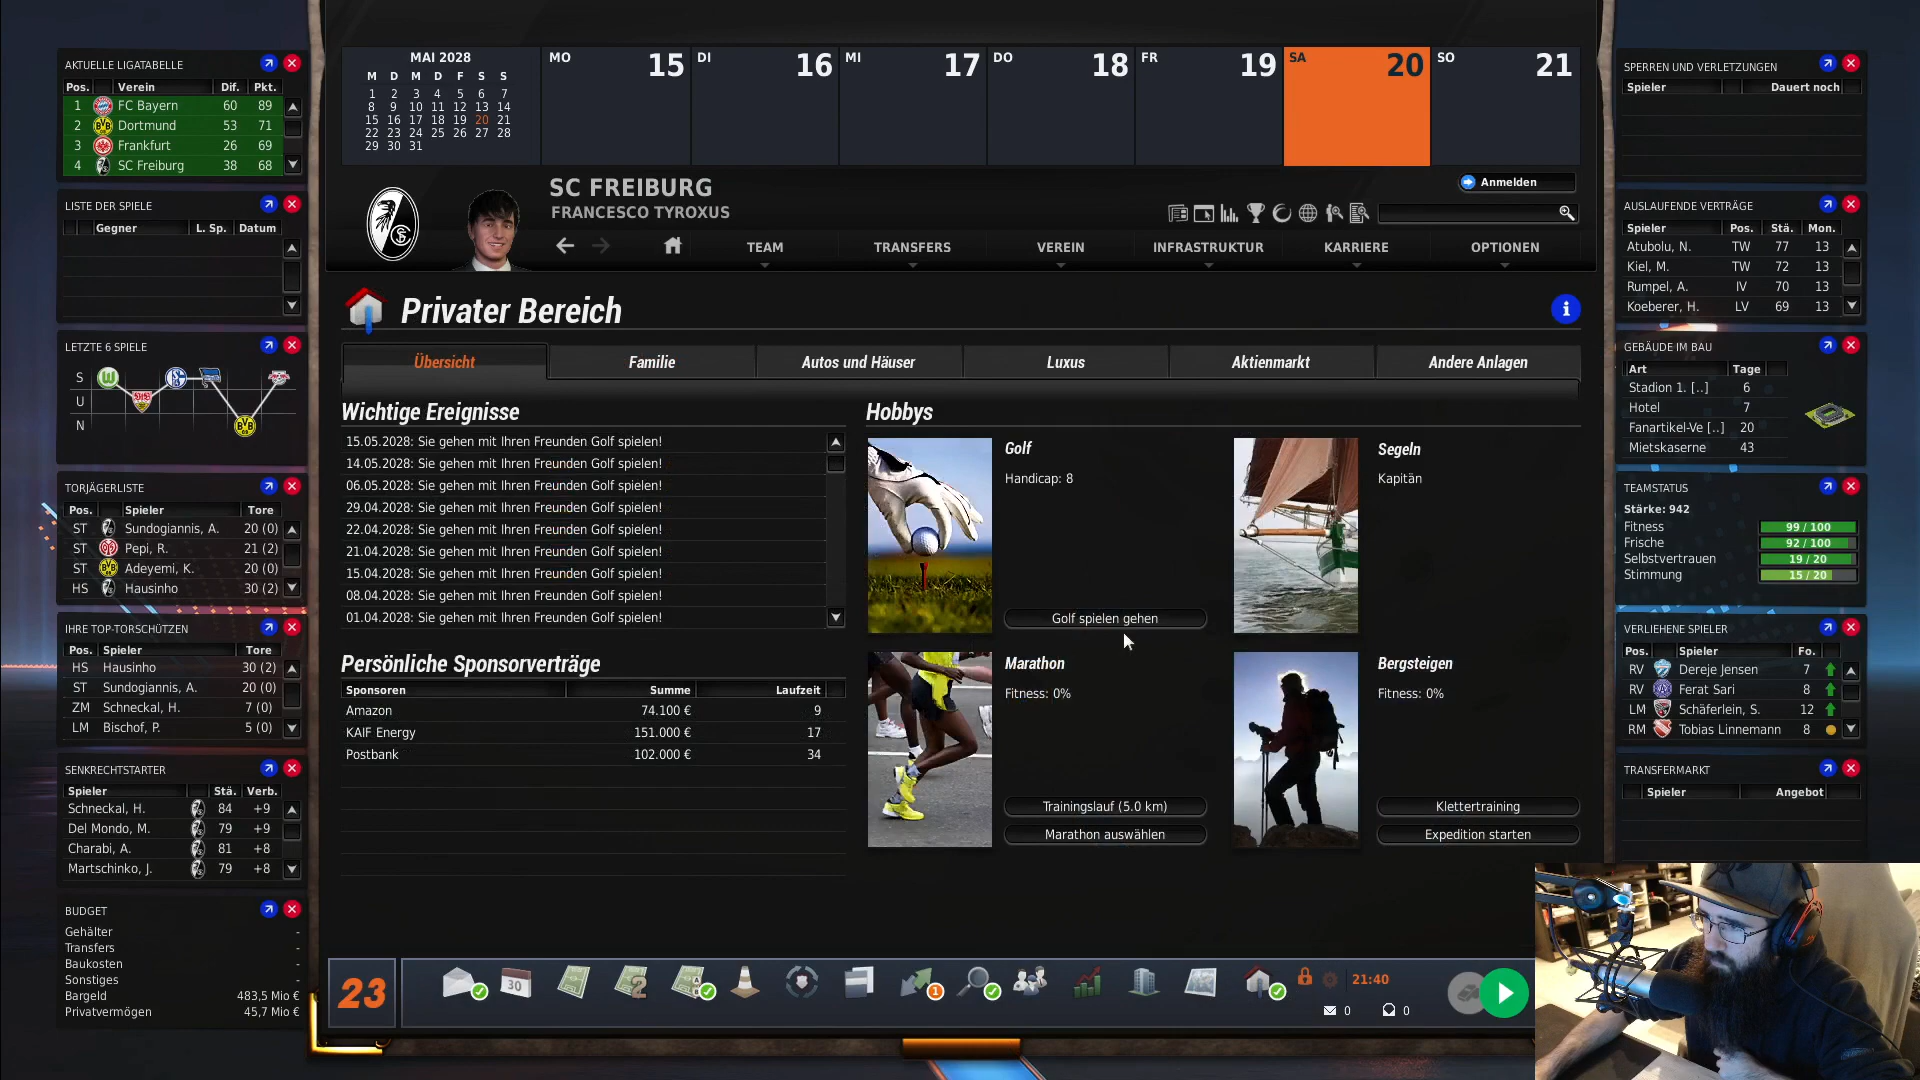 AKTUELLE LIGATABELLE
Pos. Verein Dif. Pkt.
1 FC Bayern 60 89
2 Dortmund 53 71
3 Frankfurt 26 69
4 SC Freiburg 38 68
LISTE DER SPIELE
Gegner L. Sp. Datum
LETZTE 6 SPIELE
S
U
N
TORJÄGERLISTE
Pos. Spieler Tore
ST Sundogiannis, A. 20 (0)
ST Pepi, R. 21 (2)
ST Adeyemi, K. 20 (0)
HS Hausinho 30 (2)
IHRE TOP-TORSCHÜTZEN
Pos. Spieler Tore
HS Hausinho 30 (2)
ST Sundogiannis, A. 20 (0)
ZM Schneckal, H. 7 (0)
LM Bischof, P. 5 (0)
SENKRECHTSTARTER
Spieler Stä. Verb.
Schneckal, H. 84 +9
Del Mondo, M. 79 +9
Charabi, A. 81 +8
Martschinko, J. 79 +8
BUDGET
Gehälter -
Transfers -
Baukosten -
Sonstiges -
Bargeld 483,5 Mio €
Privatvermögen 45,7 Mio €
MAI 2028
M D M D F S S
1 2 3 4 5 6 7
8 9 10 11 12 13 14
15 16 17 18 19 20 21
22 23 24 25 26 27 28
29 30 31
MO 15 DI 16 MI 17 DO 18 FR 19 SA 20 SO 21
SC FREIBURG
FRANCESCO TYROXUS
Anmelden
TEAM TRANSFERS VEREIN INFRASTRUKTUR KARRIERE OPTIONEN
Privater Bereich
Übersicht Familie Autos und Häuser Luxus Aktienmarkt Andere Anlagen
Wichtige Ereignisse
15.05.2028: Sie gehen mit Ihren Freunden Golf spielen!
14.05.2028: Sie gehen mit Ihren Freunden Golf spielen!
06.05.2028: Sie gehen mit Ihren Freunden Golf spielen!
29.04.2028: Sie gehen mit Ihren Freunden Golf spielen!
22.04.2028: Sie gehen mit Ihren Freunden Golf spielen!
21.04.2028: Sie gehen mit Ihren Freunden Golf spielen!
15.04.2028: Sie gehen mit Ihren Freunden Golf spielen!
08.04.2028: Sie gehen mit Ihren Freunden Golf spielen!
01.04.2028: Sie gehen mit Ihren Freunden Golf spielen!
Persönliche Sponsorverträge
Sponsoren Summe Laufzeit
Amazon 74.100 € 9
KAIF Energy 151.000 € 17
Postbank 102.000 € 34
Hobbys
Golf
Handicap: 8
Golf spielen gehen
Segeln
Kapitän
Marathon
Fitness: 0%
Trainingslauf (5.0 km)
Marathon auswählen
Bergsteigen
Fitness: 0%
Klettertraining
Expedition starten
23
30
2
1
21:40
0 0
SPERREN UND VERLETZUNGEN
Spieler Dauert noch
AUSLAUFENDE VERTRÄGE
Spieler Pos. Stä. Mon.
Atubolu, N. TW 77 13
Kiel, M. TW 72 13
Rumpel, A. IV 70 13
Koeberer, H. LV 69 13
GEBÄUDE IM BAU
Art Tage
Stadion 1. [..] 6
Hotel 7
Fanartikel-Ve [..] 20
Mietskaserne 43
TEAMSTATUS
Stärke: 942
Fitness 99 / 100
Frische 92 / 100
Selbstvertrauen 19 / 20
Stimmung 15 / 20
VERLIEHENE SPIELER
Pos. Spieler Fo.
RV Dereje Jensen 7
RV Ferat Sari 8
LM Schäferlein, S. 12
RM Tobias Linnemann 8
TRANSFERMARKT
Spieler Angebot